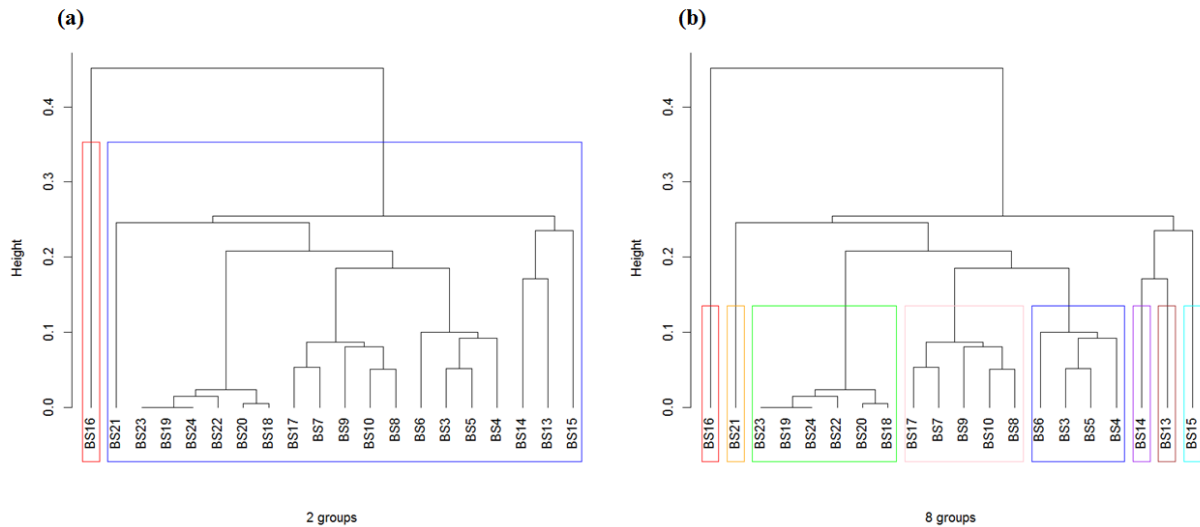 (a)
(b)
Height
0.0
0.1
0.2
0.3
0.4
BS16
BS21
BS23
BS19
BS24
BS22
BS20
BS18
BS17
BS7
BS9
BS10
BS8
BS6
BS3
BS5
BS4
BS14
BS13
BS15
2 groups
Height
0.0
0.1
0.2
0.3
0.4
BS16
BS21
BS23
BS19
BS24
BS22
BS20
BS18
BS17
BS7
BS9
BS10
BS8
BS6
BS3
BS5
BS4
BS14
BS13
BS15
8 groups